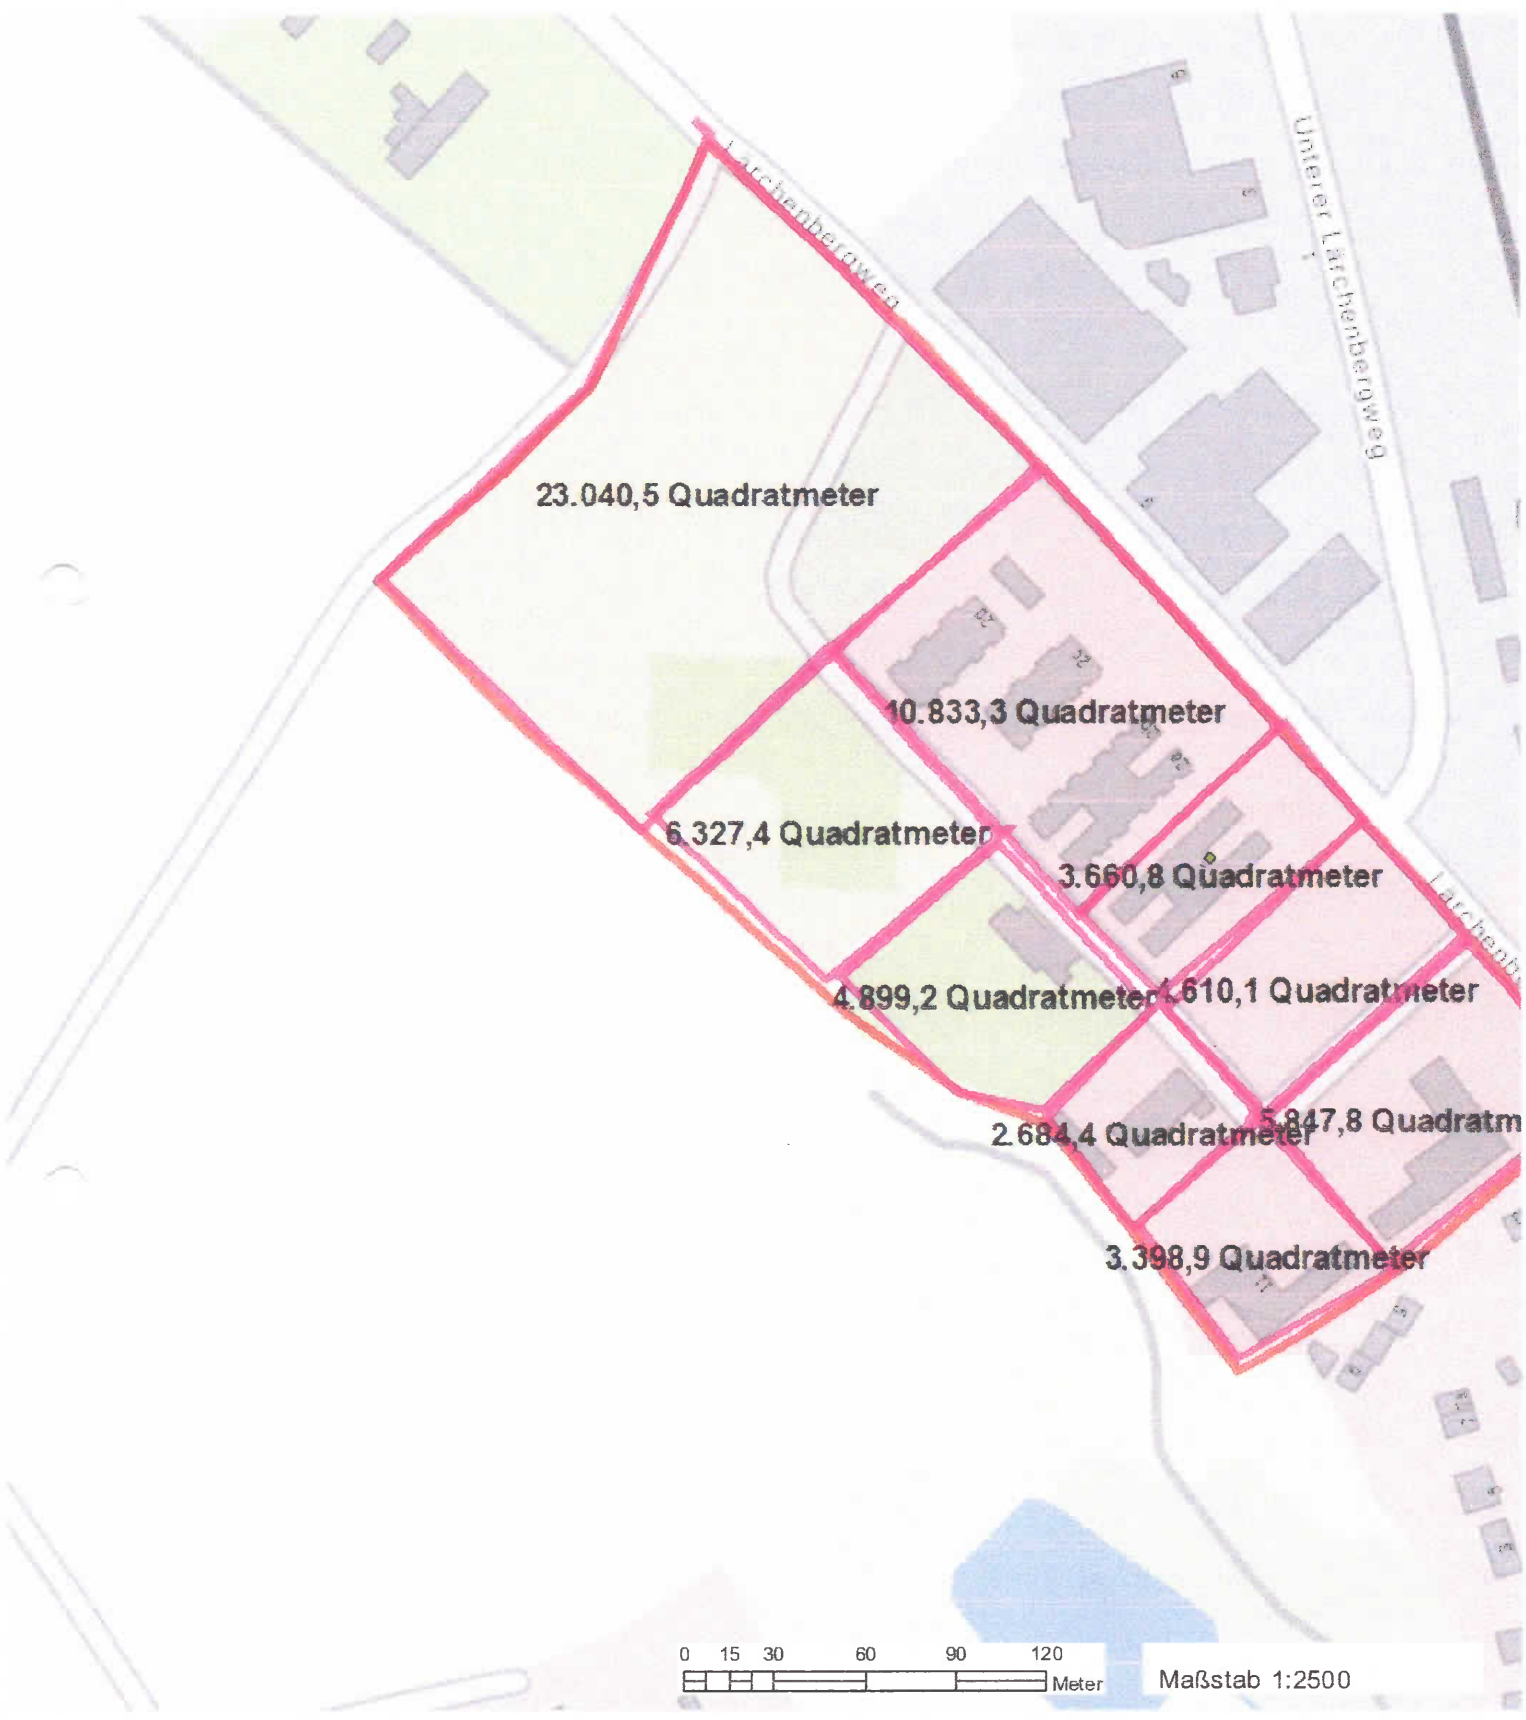 Lärchenbergweg
Unterer Lärchenbergweg
23.040,5 Quadratmeter
10.833,3 Quadratmeter
6.327,4 Quadratmeter
3.660,8 Quadratmeter
Lärchenb
4.899,2 Quadratmeter
610,1 Quadratmeter
5.847,8 Quadratm
2.684,4 Quadratmeter
3.398,9 Quadratmeter
11
0 15 30 60 90 120
Meter
Maßstab 1:2500